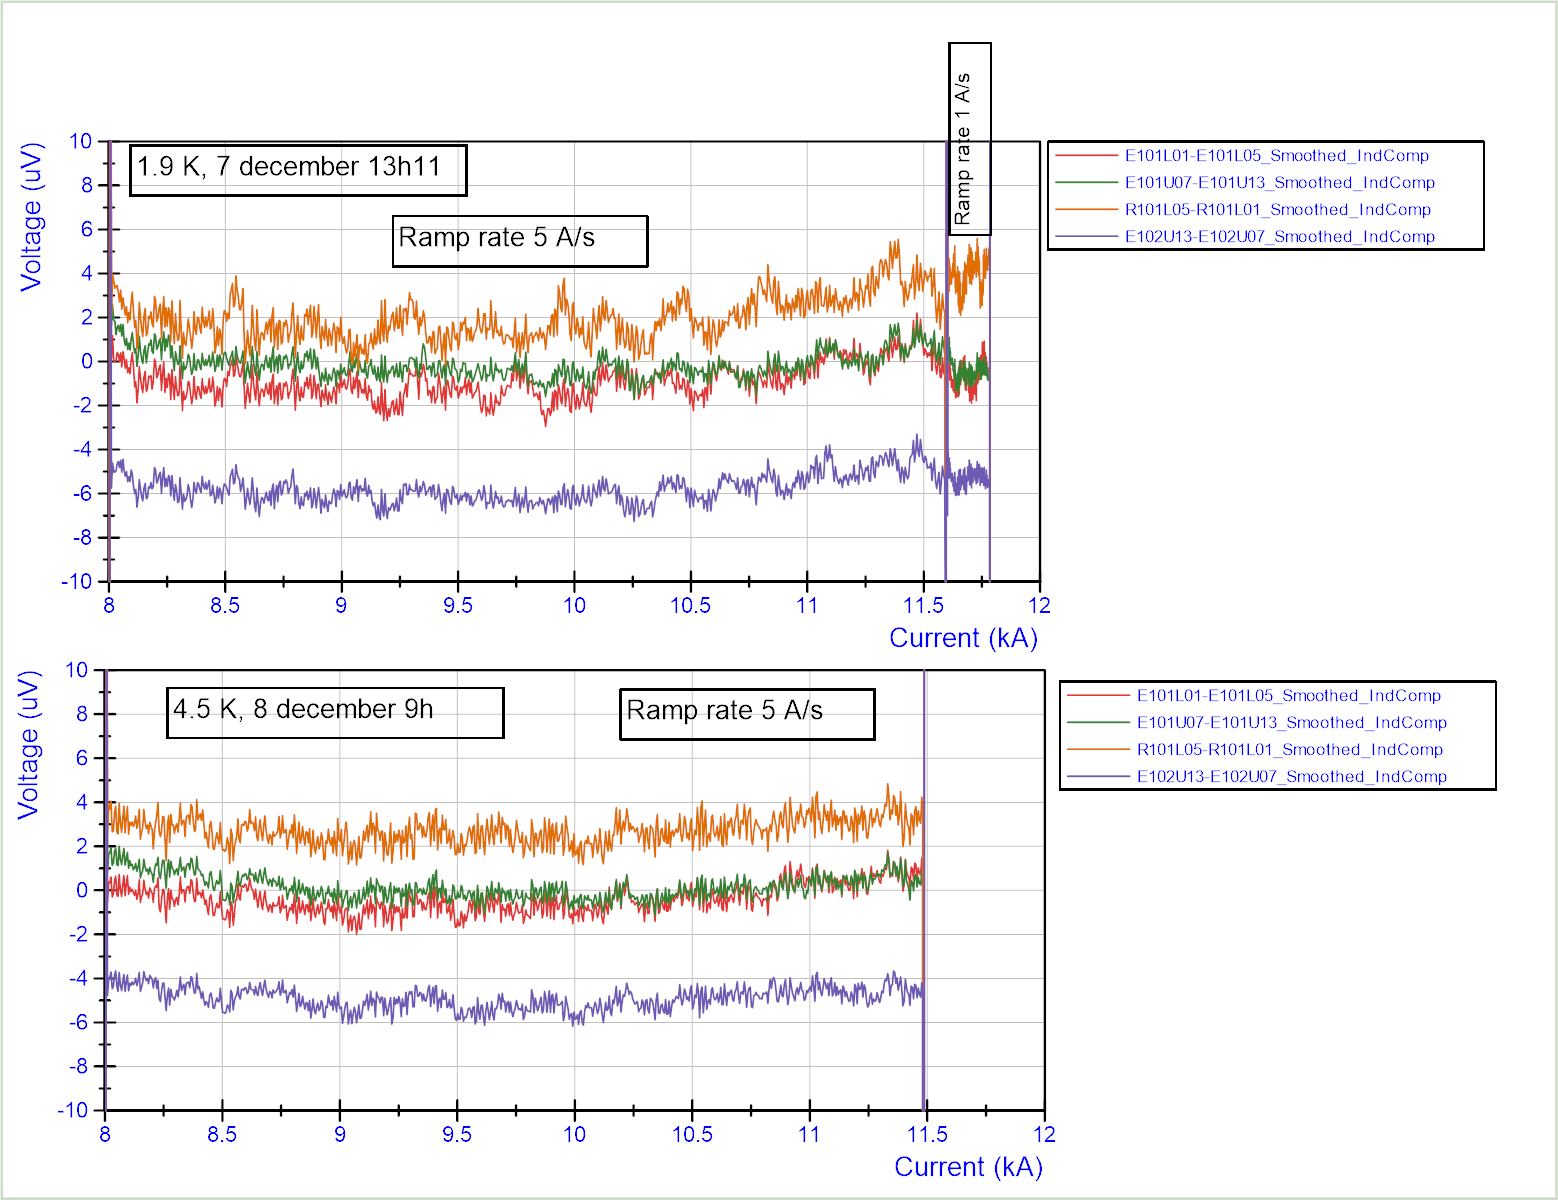 Ramp rate 1 A/s
10
8
6
4
2
0
-2
-4
-6
-8
-10
Voltage (uV)
1.9 K, 7 december 13h11
Ramp rate 5 A/s
E101L01-E101L05_Smoothed_IndComp
E101U07-E101U13_Smoothed_IndComp
R101L05-R101L01_Smoothed_IndComp
E102U13-E102U07_Smoothed_IndComp
8 8.5 9 9.5 10 10.5 11 11.5 12
Current (kA)
10
8
6
4
2
0
-2
-4
-6
-8
-10
Voltage (uV)
4.5 K, 8 december 9h
Ramp rate 5 A/s
E101L01-E101L05_Smoothed_IndComp
E101U07-E101U13_Smoothed_IndComp
R101L05-R101L01_Smoothed_IndComp
E102U13-E102U07_Smoothed_IndComp
8 8.5 9 9.5 10 10.5 11 11.5 12
Current (kA)